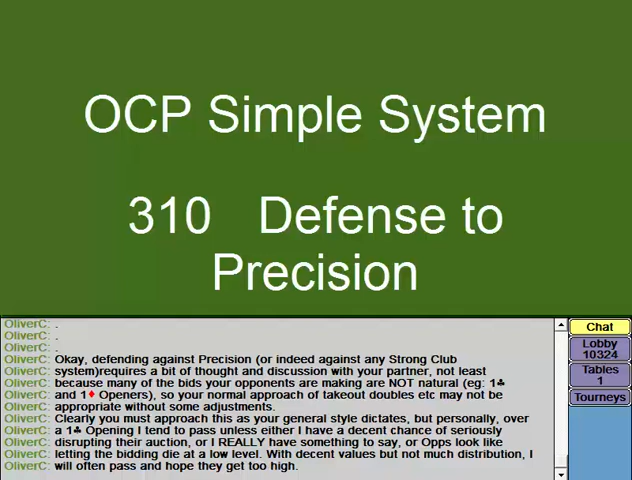 OCP Simple System
310 Defense to
Precision
OliverC: .
OliverC: .
OliverC: .
OliverC: Okay, defending against Precision (or indeed against any Strong Club
OliverC: system)requires a bit of thought and discussion with your partner, not least
OliverC: because many of the bids your opponents are making are NOT natural (eg: 1♣
OliverC: and 1♦ Openers), so your normal approach of takeout doubles etc may not be
OliverC: appropriate without some adjustments.
OliverC: Clearly you must approach this as your general style dictates, but personally, over
OliverC: a 1♣ Opening I tend to pass unless either I have a decent chance of seriously
OliverC: disrupting their auction, or I REALLY have something to say, or Opps look like
OliverC: letting the bidding die at a low level. With decent values but not much distribution, I
OliverC: will often pass and hope they get too high.
Chat
Lobby
10324
Tables
1
Tourneys